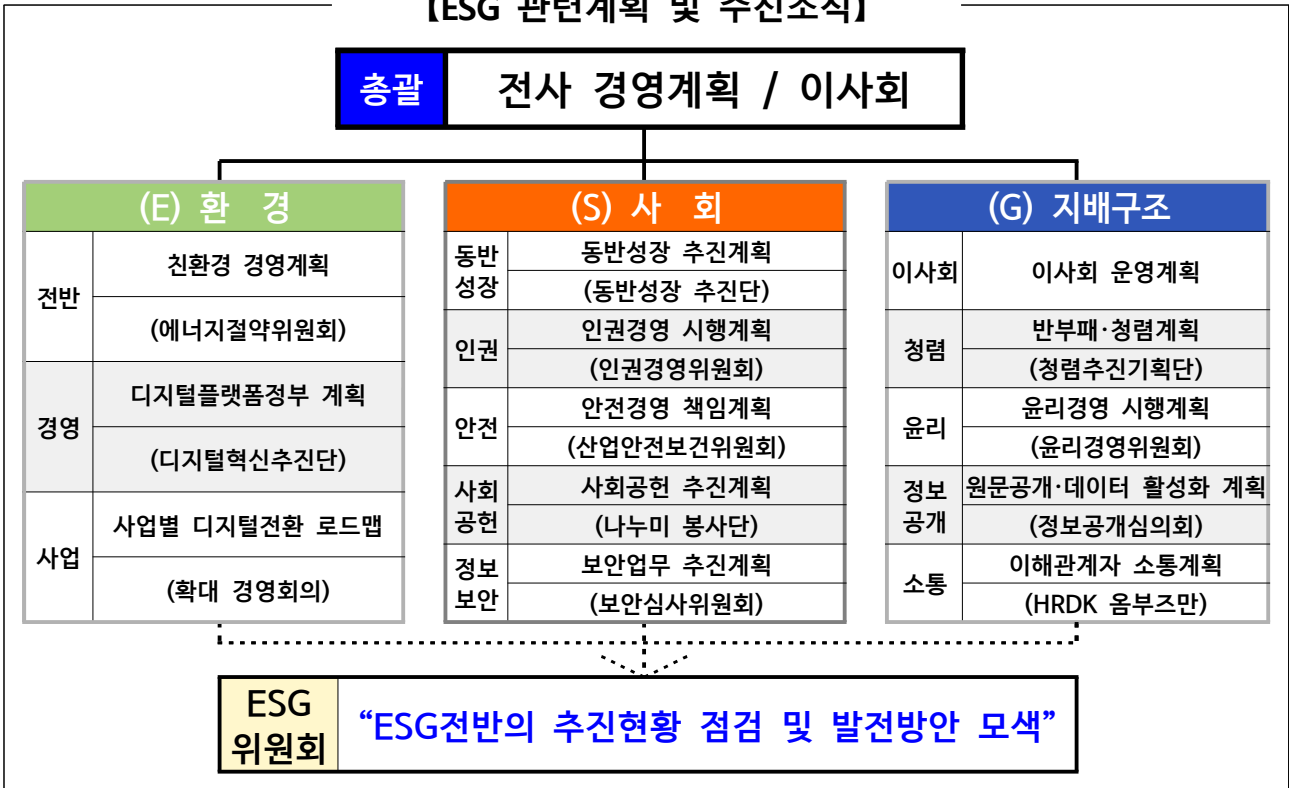 【ESG 관련계획 및 추진조직】
총괄 전사 경영계획 / 이사회
(E) 환 경
전반
친환경 경영계획
(에너지절약위원회)
경영
디지털플랫폼정부 계획
(디지털혁신추진단)
사업
사업별 디지털전환 로드맵
(확대 경영회의)
(S) 사 회
동반
성장
동반성장 추진계획
(동반성장 추진단)
인권
인권경영 시행계획
(인권경영위원회)
안전
안전경영 책임계획
(산업안전보건위원회)
사회
공헌
사회공헌 추진계획
(나누미 봉사단)
정보
보안
보안업무 추진계획
(보안심사위원회)
(G) 지배구조
이사회
이사회 운영계획
청렴
반부패·청렴계획
(청렴추진기획단)
윤리
윤리경영 시행계획
(윤리경영위원회)
정보
공개
원문공개·데이터 활성화 계획
(정보공개심의회)
소통
이해관계자 소통계획
(HRDK 옴부즈만)
ESG
위원회
“ESG전반의 추진현황 점검 및 발전방안 모색”